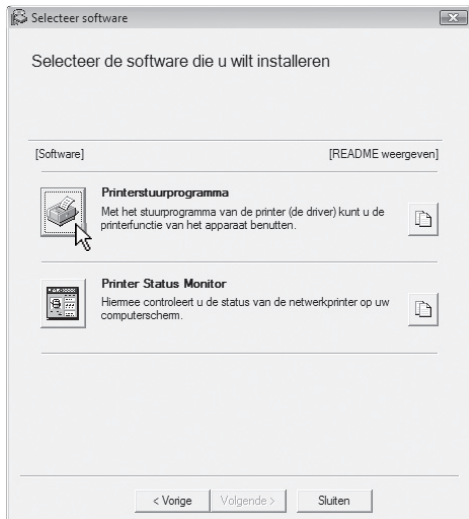 Selecteer software
Selecteer de software die u wilt installeren
[Software] [README weergeven]
Printerstuurprogramma
Met het stuurprogramma van de printer (de driver) kunt u de
printerfunctie van het apparaat benutten.
Printer Status Monitor
Hiermee controleert u de status van de netwerkprinter op uw
computerscherm.
< Vorige Volgende > Sluiten